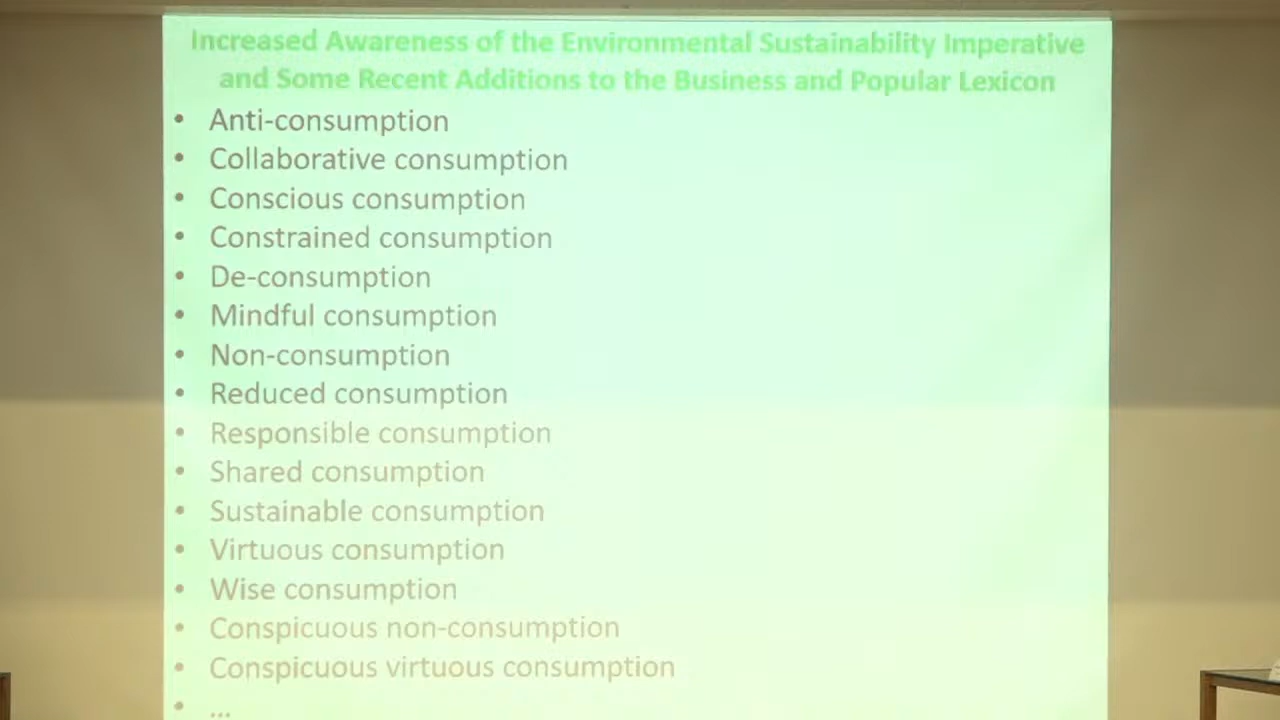 Increased Awareness of the Environmental Sustainability Imperative
and Some Recent Additions to the Business and Popular Lexicon
• Anti-consumption
• Collaborative consumption
• Conscious consumption
• Constrained consumption
• De-consumption
• Mindful consumption
• Non-consumption
• Reduced consumption
• Responsible consumption
• Shared consumption
• Sustainable consumption
• Virtuous consumption
• Wise consumption
• Conspicuous non-consumption
• Conspicuous virtuous consumption
• ...